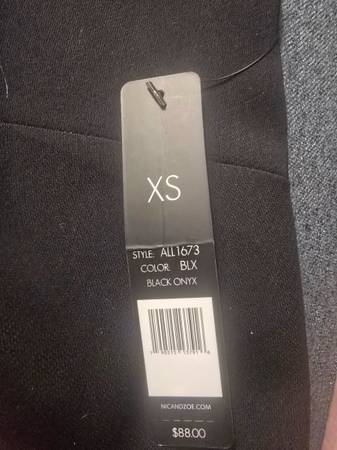 XS
STYLE: ALL1673
COLOR: BLX
BLACK ONYX
NICANDZOE.COM
$88.00